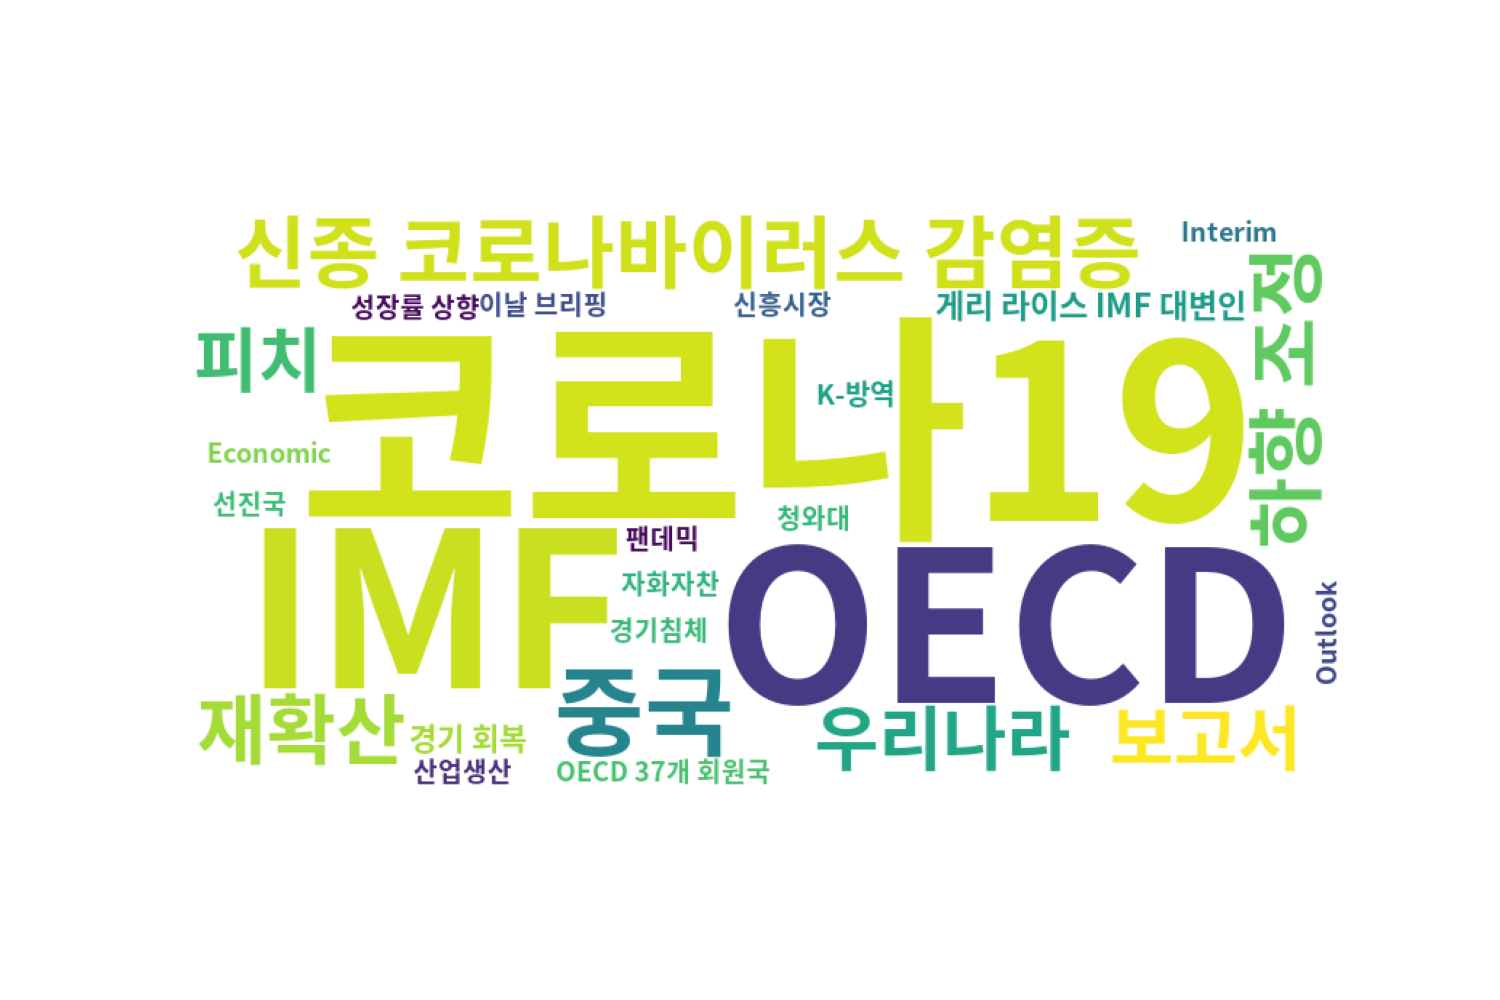 신종 코로나바이러스 감염증
Interim
성장률 상향
이날 브리핑
신흥시장
게리 라이스 IMF 대변인
하향 조정
피치
코로나19
K-방역
Economic
선진국
청와대
IMF
팬데믹
자화자찬
경기침체
OECD
Outlook
중국
재확산
경기 회복
우리나라
보고서
산업생산
OECD 37개 회원국